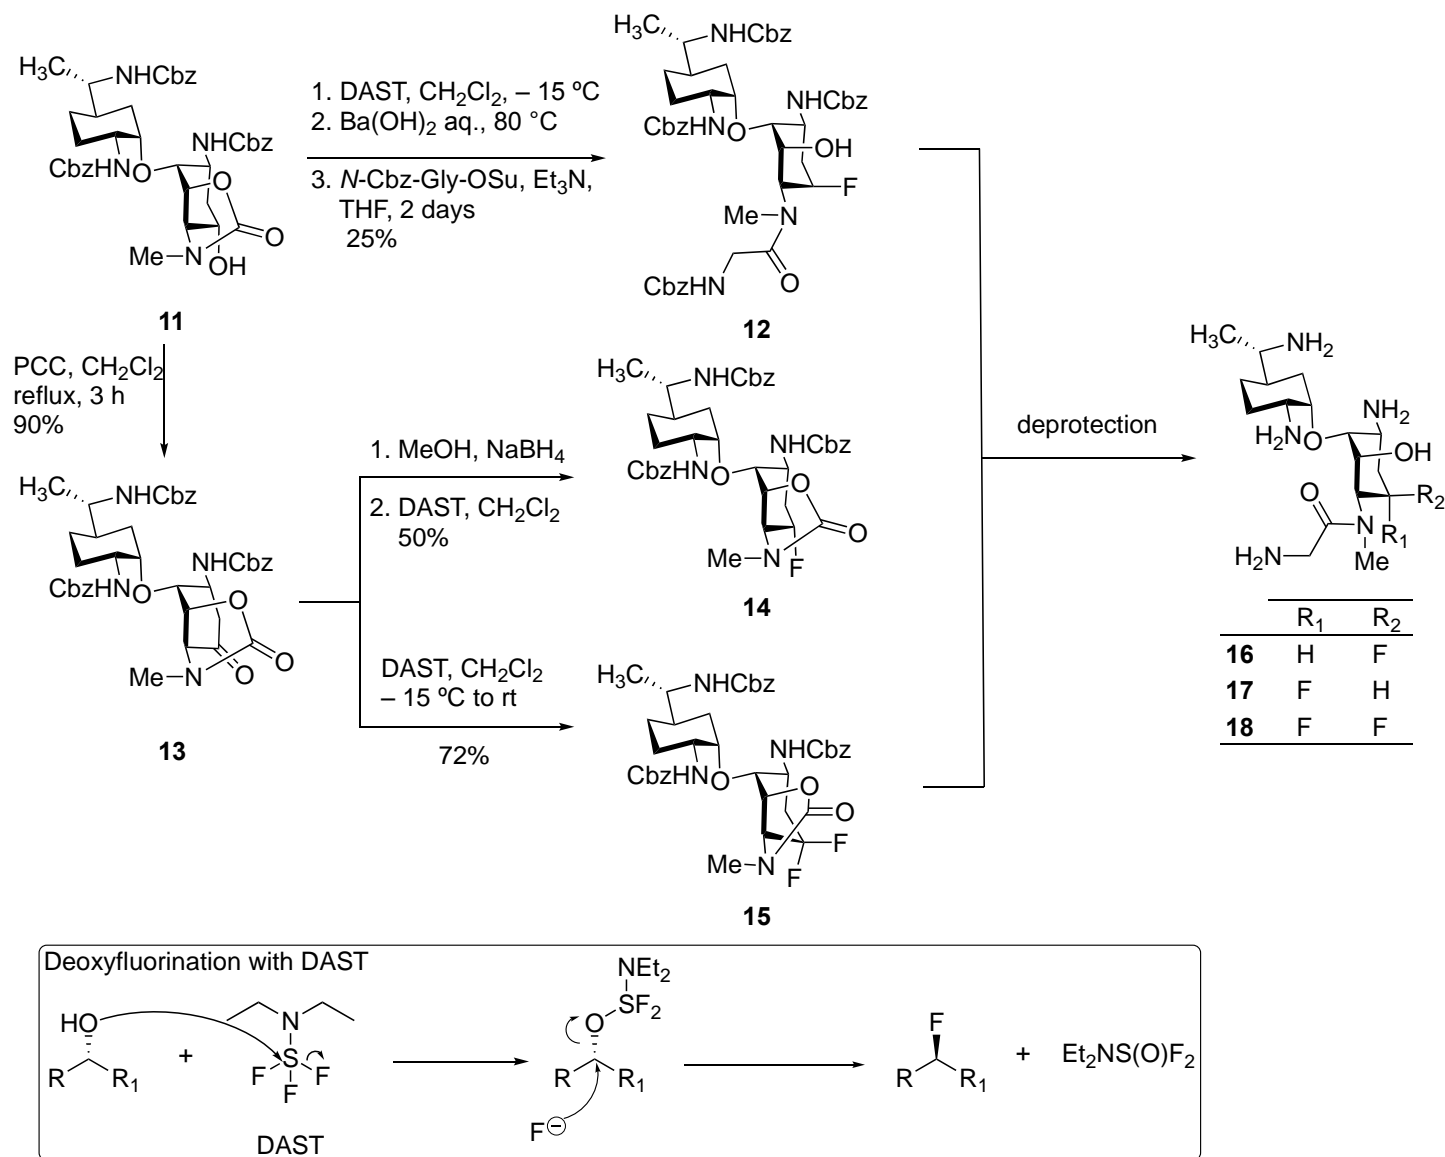 H₃C
NHCbz
CbzHN
O
NHCbz
O
O
Me
N
OH
11
1. DAST, CH₂Cl₂, – 15 ºC
2. Ba(OH)₂ aq., 80 °C
3. N-Cbz-Gly-OSu, Et₃N,
THF, 2 days
25%
H₃C
NHCbz
NHCbz
CbzHN
O
OH
F
Me
N
CbzHN
O
12
PCC, CH₂Cl₂
reflux, 3 h
90%
H₃C
NHCbz
NHCbz
CbzHN
O
O
O
Me
N
O
13
1. MeOH, NaBH₄
2. DAST, CH₂Cl₂
50%
H₃C
NHCbz
NHCbz
CbzHN
O
O
O
Me
N
F
14
DAST, CH₂Cl₂
– 15 ºC to rt
72%
H₃C
NHCbz
NHCbz
CbzHN
O
O
O
F
Me
N
F
15
deprotection
H₃C
NH₂
NH₂
H₂N
O
OH
O
R₂
N
R₁
H₂N
Me
R₁ R₂
16 H F
17 F H
18 F F
Deoxyfluorination with DAST
HO
R
R₁
+
N
S
F
F
F
DAST
NEt₂
SF₂
O
R
R₁
F⊖
F
R
R₁
+
Et₂NS(O)F₂